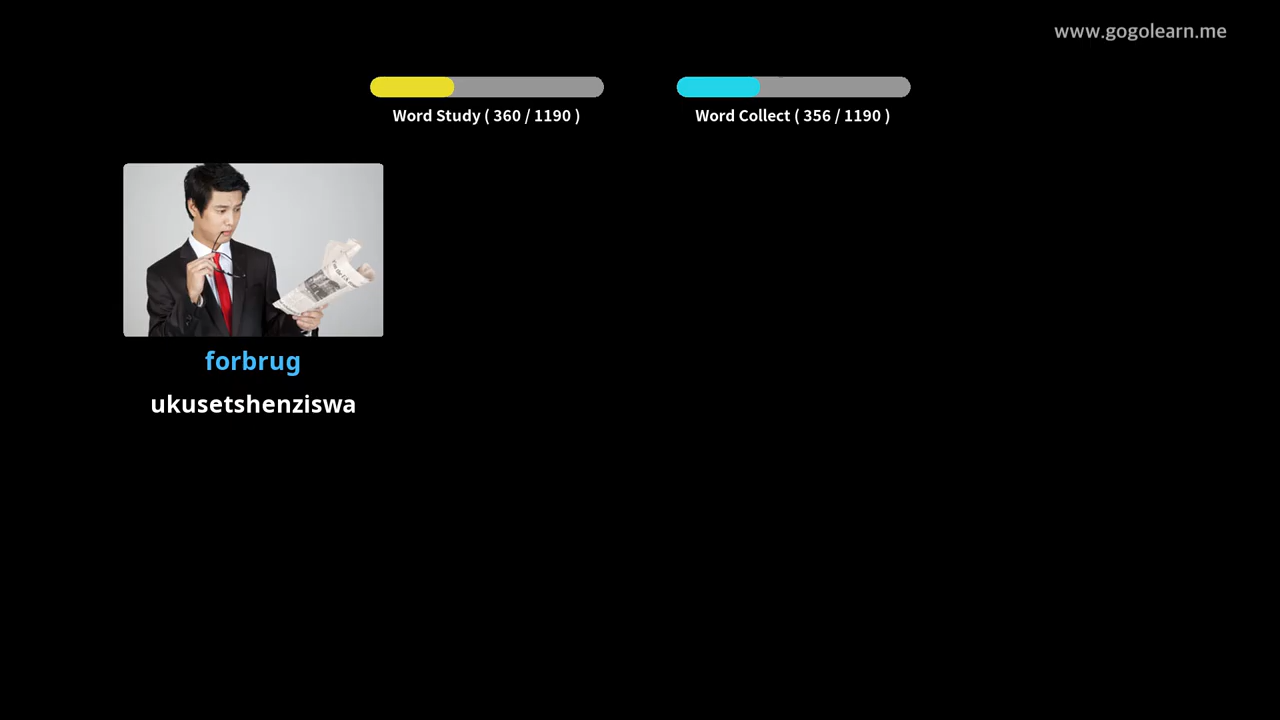 www.gogolearn.me
Word Study ( 360 / 1190 )
Word Collect ( 356 / 1190 )
forbrug
ukusetshenziswa